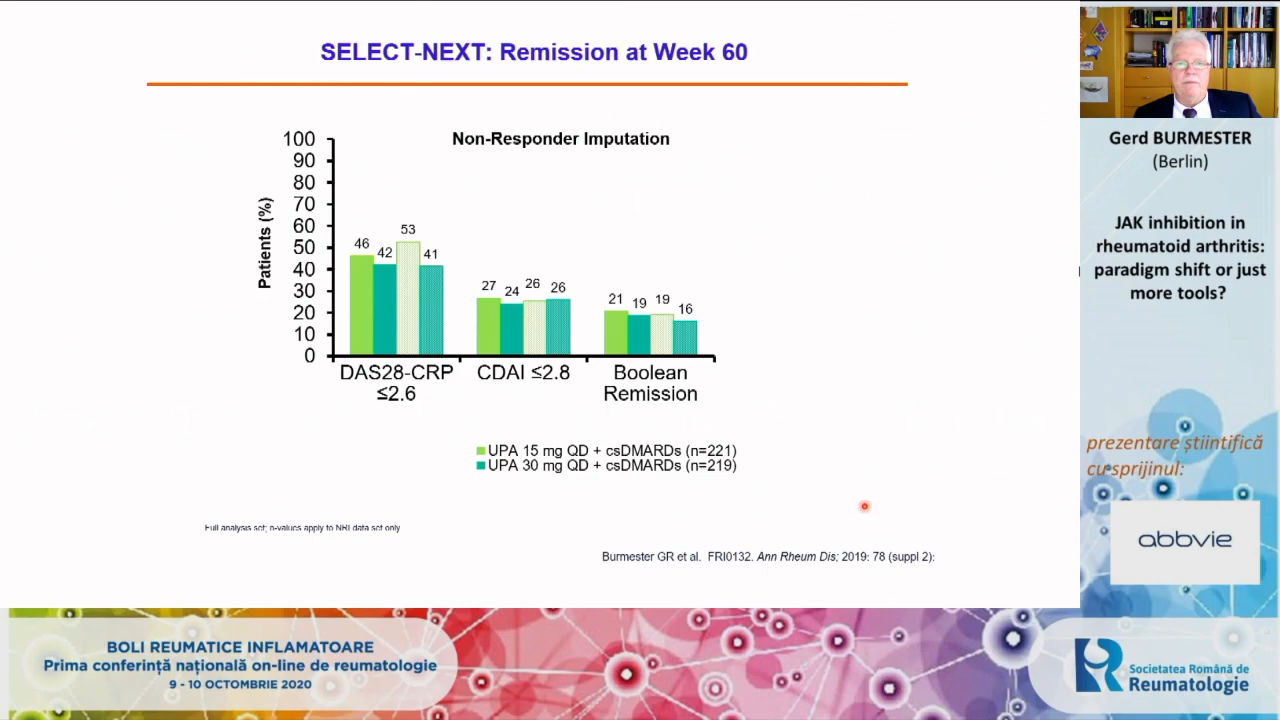 SELECT-NEXT: Remission at Week 60
Non-Responder Imputation
Patients (%)
100
90
80
70
60
50
40
30
20
10
0
46
42
53
41
27
24
26
26
21
19
19
16
DAS28-CRP
≤2.6
CDAI ≤2.8
Boolean
Remission
UPA 15 mg QD + csDMARDs (n=221)
UPA 30 mg QD + csDMARDs (n=219)
Full analysis set; n-values apply to NRI data set only
Burmester GR et al. FRI0132. Ann Rheum Dis; 2019: 78 (suppl 2):
Gerd BURMESTER
(Berlin)
JAK inhibition in
rheumatoid arthritis:
paradigm shift or just
more tools?
prezentare științifică
cu sprijinul:
abbvie
BOLI REUMATICE INFLAMATOARE
Prima conferință națională on-line de reumatologie
9 - 10 OCTOMBRIE 2020
Societatea Română de
Reumatologie